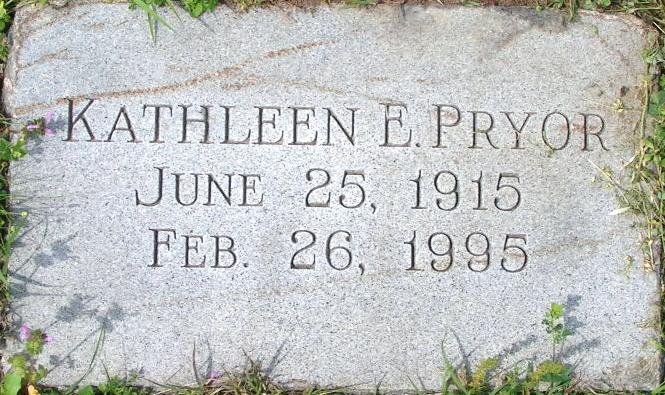 KATHLEEN E. PRYOR
JUNE 25, 1915
FEB. 26, 1995